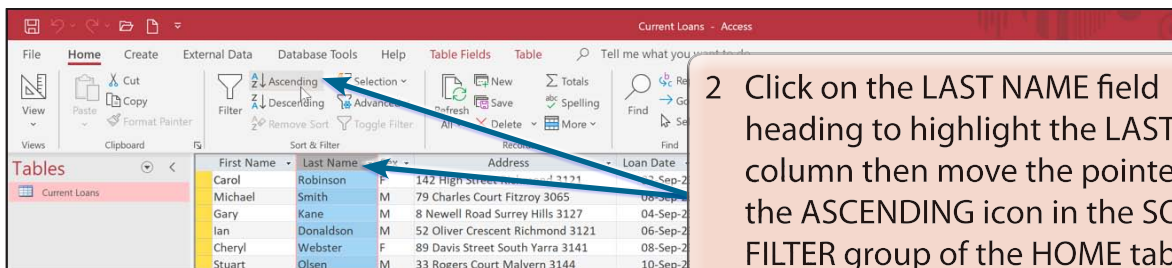 Current Loans - Access
File Home Create External Data Database Tools Help Table Fields Table Tell me what you want to do
View Paste Cut Copy Format Painter
Filter Ascending Descending Remove Sort Selection Advanced Toggle Filter
Refresh All New Save Delete Totals Spelling More
Find
Views Clipboard Sort & Filter Find
Tables
Current Loans
First Name Last Name Address Loan Date
Carol Robinson F 142 High Street 3121
Michael Smith M 79 Charles Court Fitzroy 3065
Gary Kane M 8 Newell Road Surrey Hills 3127 04-Sep-2
Ian Donaldson M 52 Oliver Crescent Richmond 3121 06-Sep-2
Cheryl Webster F 89 Davis Street South Yarra 3141 08-Sep-2
Stuart Olsen M 33 Rogers Court Malvern 3144 10-Sep-2
2 Click on the LAST NAME field
heading to highlight the LAST
column then move the pointe
the ASCENDING icon in the SO
FILTER group of the HOME tab